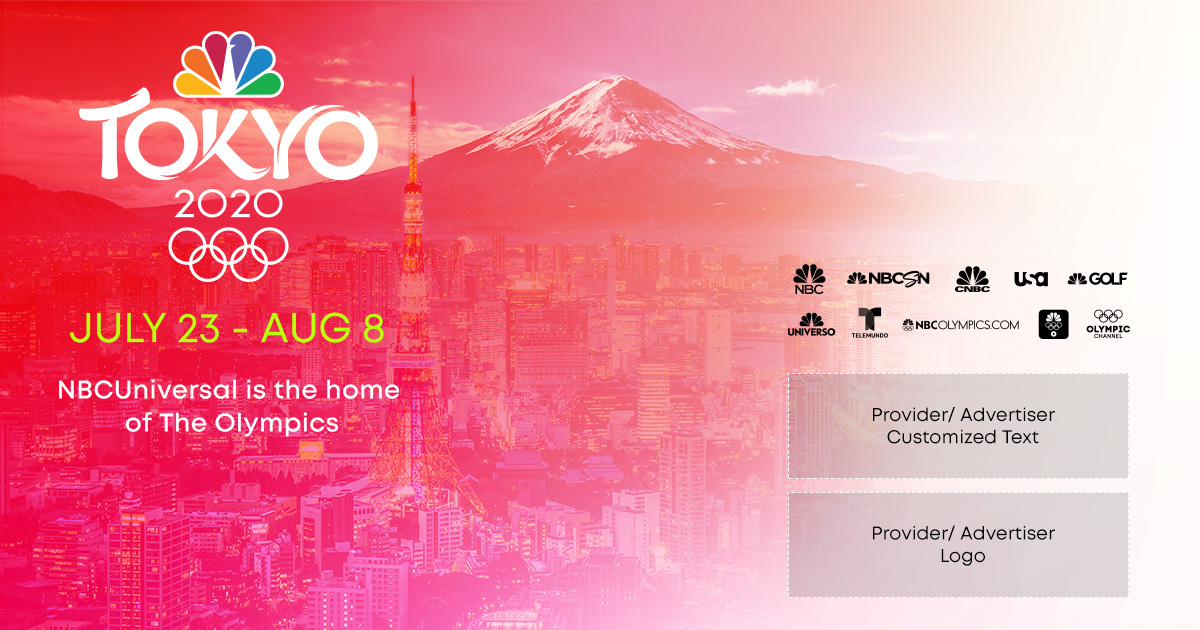 TOKYO
2020
JULY 23 - AUG 8
NBCUniversal is the home
of The Olympics
NBC NBCSN CNBC usa GOLF
UNIVERSO TELEMUNDO NBCOLYMPICS.COM OLYMPIC
CHANNEL
Provider/ Advertiser
Customized Text
Provider/ Advertiser
Logo